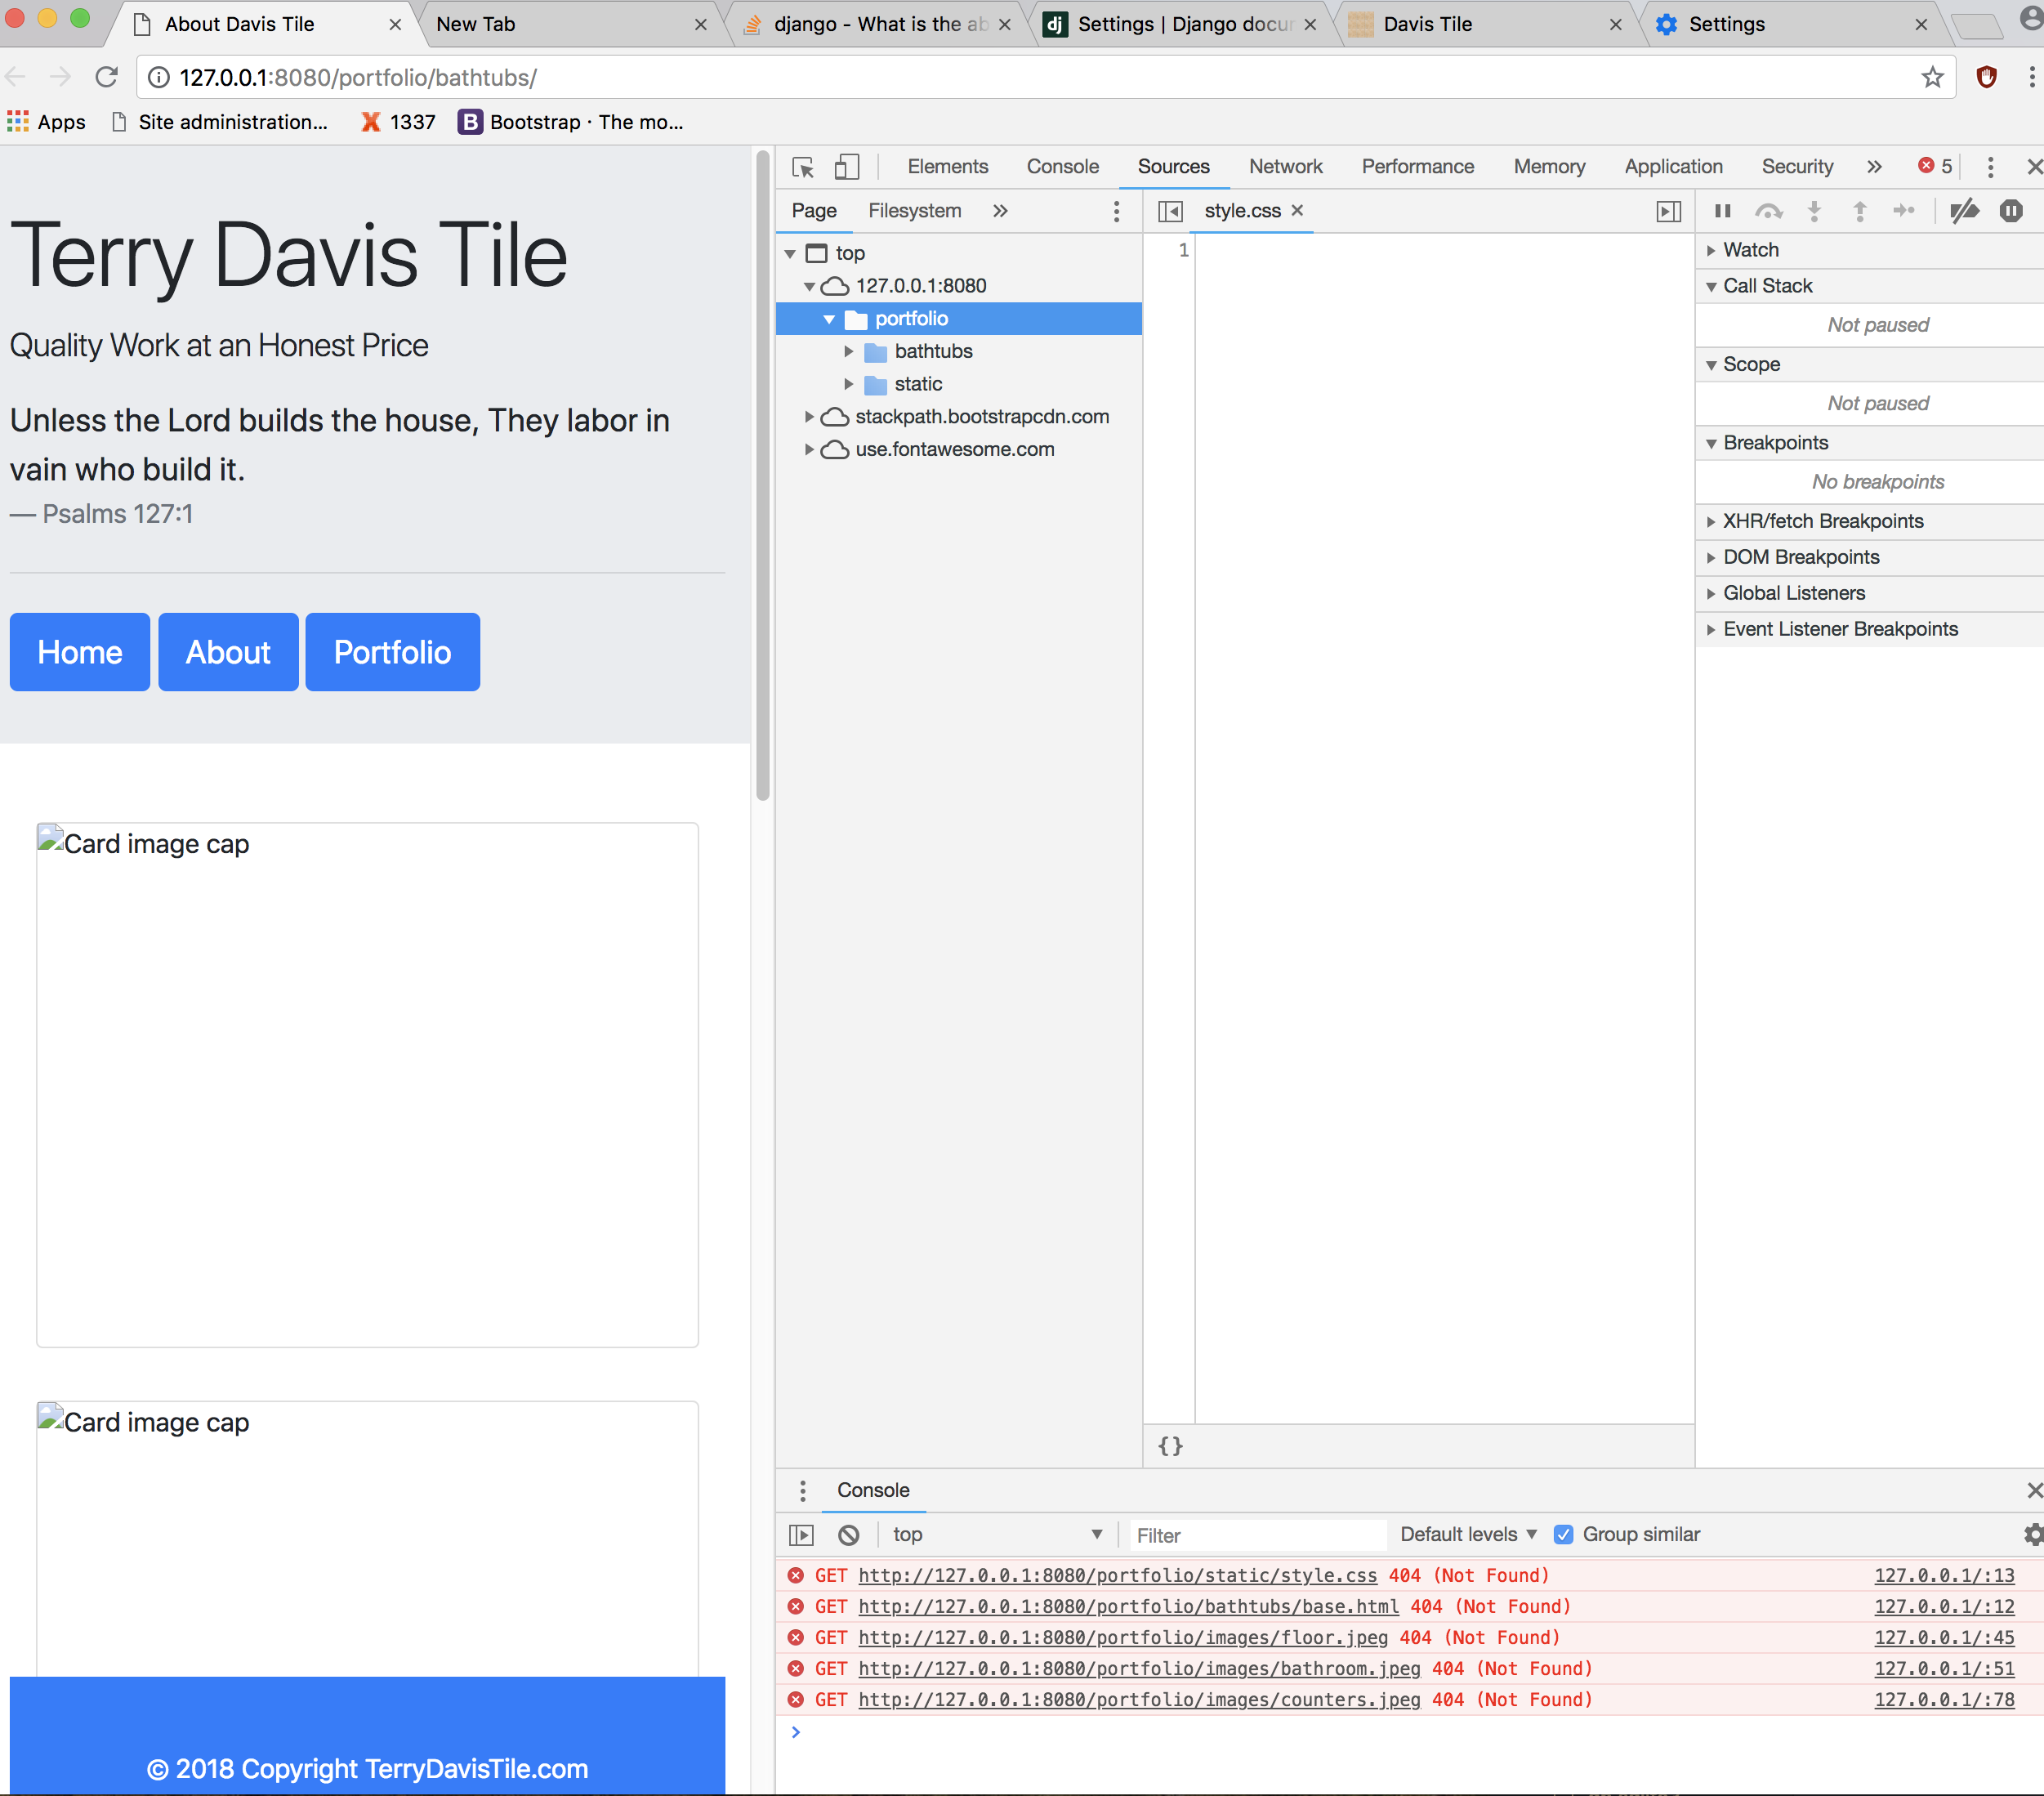 About Davis Tile
New Tab
django - What is the ab
dj
Settings | Django docur
Davis Tile
Settings
127.0.0.1:8080/portfolio/bathtubs/
Apps
Site administration...
X 1337
B Bootstrap · The mo...
Terry Davis Tile
Quality Work at an Honest Price
Unless the Lord builds the house, They labor in
vain who build it.
— Psalms 127:1
Home
About
Portfolio
Card image cap
Card image cap
© 2018 Copyright TerryDavisTile.com
Elements
Console
Sources
Network
Performance
Memory
Application
Security
»
5
Page
Filesystem
»
style.css
top
127.0.0.1:8080
portfolio
bathtubs
static
stackpath.bootstrapcdn.com
use.fontawesome.com
1
{}
Watch
Call Stack
Not paused
Scope
Not paused
Breakpoints
No breakpoints
XHR/fetch Breakpoints
DOM Breakpoints
Global Listeners
Event Listener Breakpoints
Console
top
Filter
Default levels
Group similar
GET http://127.0.0.1:8080/portfolio/static/style.css 404 (Not Found) 127.0.0.1/:13
GET http://127.0.0.1:8080/portfolio/bathtubs/base.html 404 (Not Found) 127.0.0.1/:12
GET http://127.0.0.1:8080/portfolio/images/floor.jpeg 404 (Not Found) 127.0.0.1/:45
GET http://127.0.0.1:8080/portfolio/images/bathroom.jpeg 404 (Not Found) 127.0.0.1/:51
GET http://127.0.0.1:8080/portfolio/images/counters.jpeg 404 (Not Found) 127.0.0.1/:78